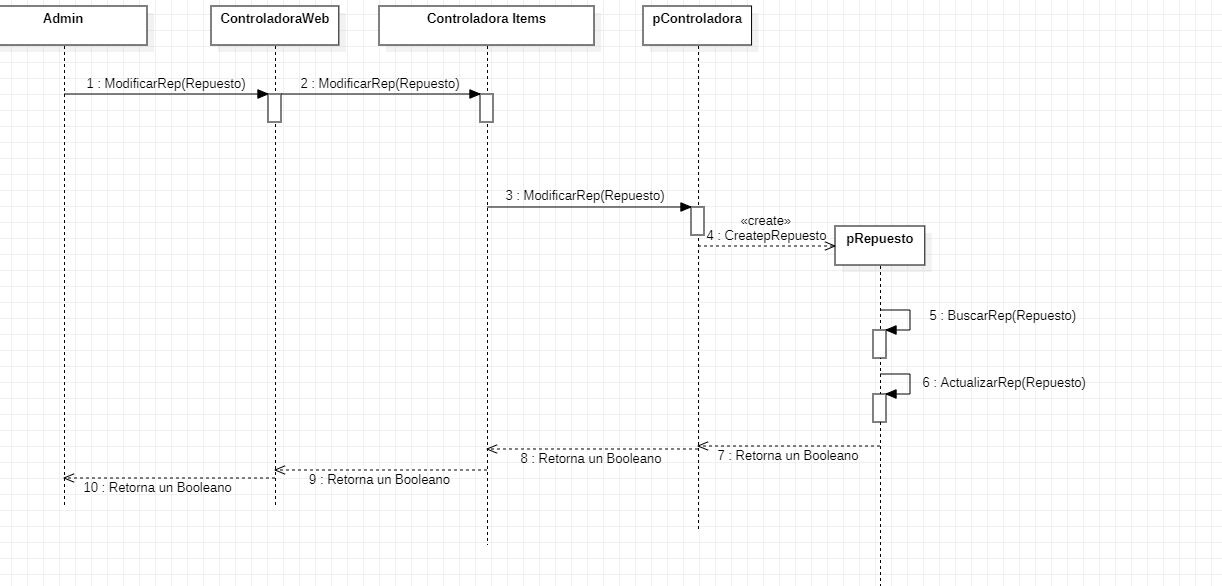 Admin
ControladoraWeb
Controladora Items
pControladora
1 : ModificarRep(Repuesto)
2 : ModificarRep(Repuesto)
3 : ModificarRep(Repuesto)
«create»
4 : CreatepRepuesto
pRepuesto
5 : BuscarRep(Repuesto)
6 : ActualizarRep(Repuesto)
7 : Retorna un Booleano
8 : Retorna un Booleano
9 : Retorna un Booleano
10 : Retorna un Booleano